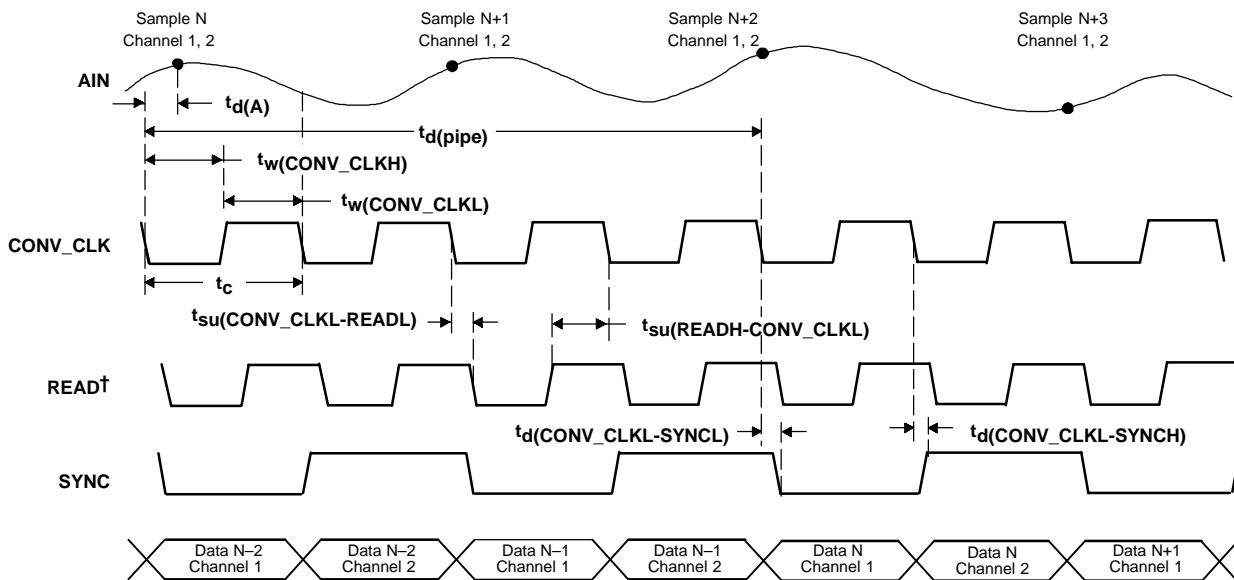 Sample N
Channel 1, 2
Sample N+1
Channel 1, 2
Sample N+2
Channel 1, 2
Sample N+3
Channel 1, 2
AIN
td(A)
td(pipe)
tw(CONV_CLKH)
tw(CONV_CLKL)
CONV_CLK
tc
tsu(CONV_CLKL-READL)
tsu(READH-CONV_CLKL)
READ†
td(CONV_CLKL-SYNCL)
td(CONV_CLKL-SYNCH)
SYNC
Data N–2
Channel 1
Data N–2
Channel 2
Data N–1
Channel 1
Data N–1
Channel 2
Data N
Channel 1
Data N
Channel 2
Data N+1
Channel 1